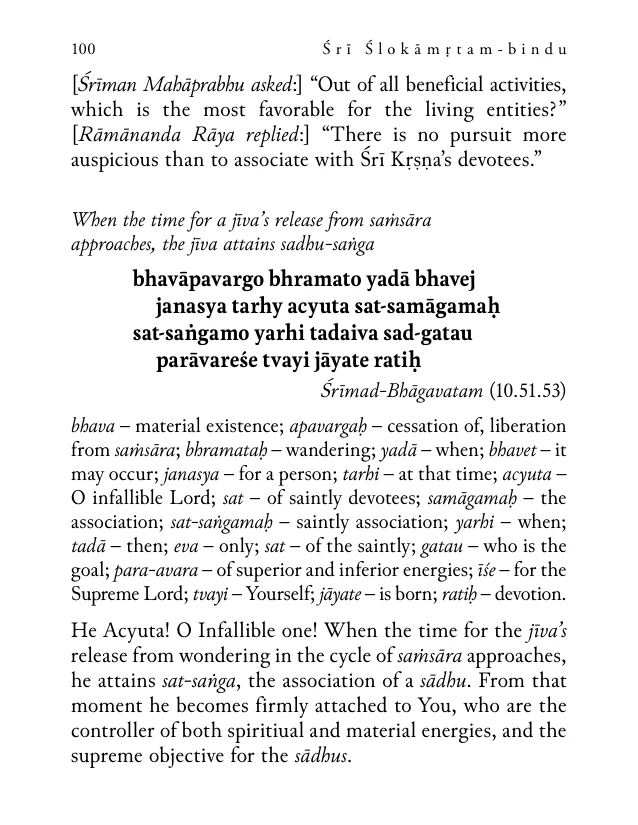 100 Śrī Ślokāmṛtam-bindu
[Śrīman Mahāprabhu asked:] “Out of all beneficial activities,
which is the most favorable for the living entities?”
[Rāmānanda Rāya replied:] “There is no pursuit more
auspicious than to associate with Śrī Kṛṣṇa’s devotees.”
When the time for a jīva’s release from saṁsāra
approaches, the jīva attains sadhu-saṅga
bhavāpavargo bhramato yadā bhavej
janasya tarhy acyuta sat-samāgamaḥ
sat-saṅgamo yarhi tadaiva sad-gatau
parāvareśe tvayi jāyate ratiḥ
Śrīmad-Bhāgavatam (10.51.53)
bhava – material existence; apavargaḥ – cessation of, liberation
from saṁsāra; bhramataḥ – wandering; yadā – when; bhavet – it
may occur; janasya – for a person; tarhi – at that time; acyuta –
O infallible Lord; sat – of saintly devotees; samāgamaḥ – the
association; sat-saṅgamaḥ – saintly association; yarhi – when;
tadā – then; eva – only; sat – of the saintly; gatau – who is the
goal; para-avara – of superior and inferior energies; īśe – for the
Supreme Lord; tvayi – Yourself; jāyate – is born; ratiḥ – devotion.
He Acyuta! O Infallible one! When the time for the jīva’s
release from wondering in the cycle of saṁsāra approaches,
he attains sat-saṅga, the association of a sādhu. From that
moment he becomes firmly attached to You, who are the
controller of both spiritiual and material energies, and the
supreme objective for the sādhus.